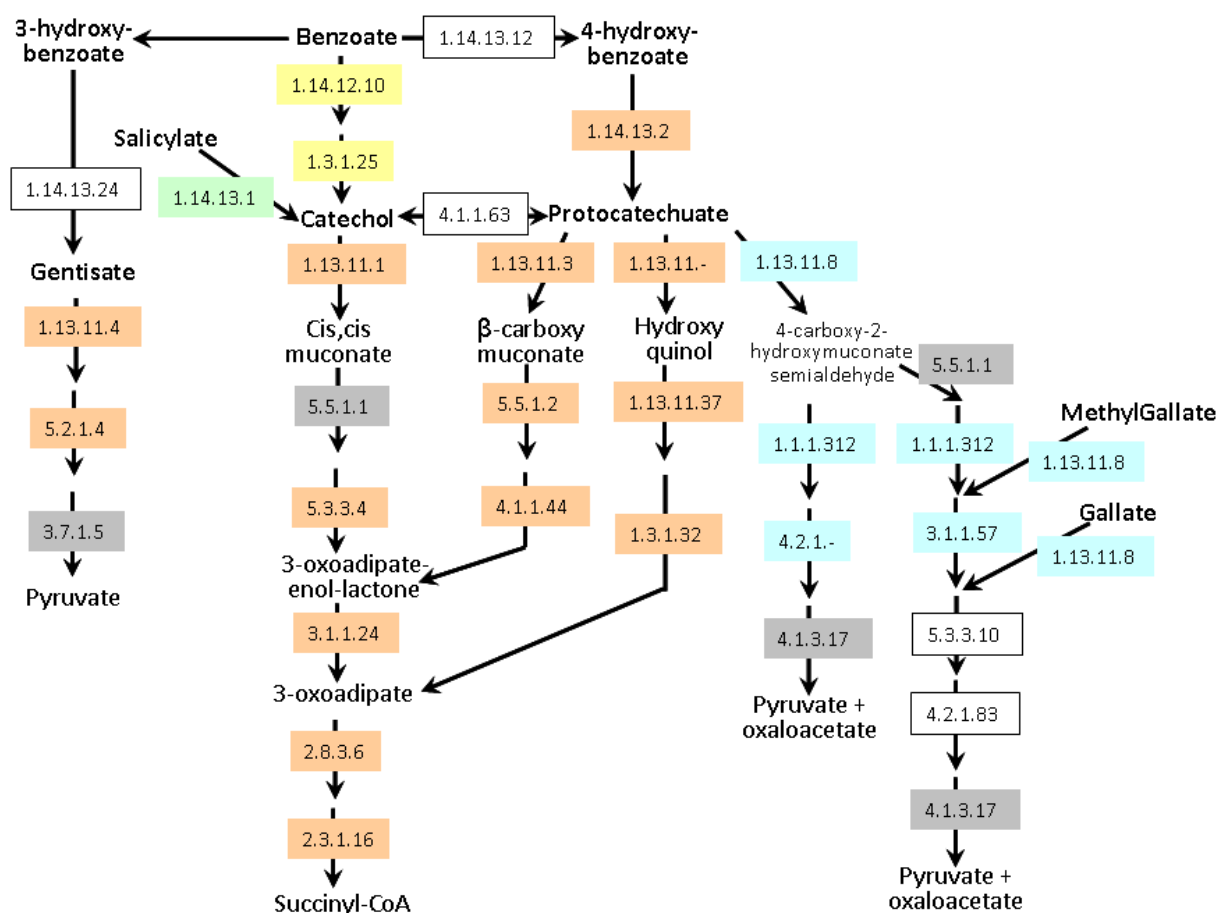 3-hydroxy-
benzoate
Benzoate
1.14.13.12
4-hydroxy-
benzoate
1.14.12.10
1.14.13.2
Salicylate
1.3.1.25
1.14.13.24
1.14.13.1
Catechol
4.1.1.63
Protocatechuate
Gentisate
1.13.11.1
1.13.11.3
1.13.11.-
1.13.11.8
1.13.11.4
Cis,cis
muconate
β-carboxy
muconate
Hydroxy
quinol
4-carboxy-2-
hydroxymuconate
semialdehyde
5.5.1.1
5.5.1.1
5.5.1.2
1.13.11.37
5.2.1.4
1.1.1.312
1.1.1.312
MethylGallate
1.13.11.8
5.3.3.4
4.1.1.44
1.3.1.32
4.2.1.-
3.1.1.57
Gallate
1.13.11.8
3.7.1.5
Pyruvate
3-oxoadipate-
enol-lactone
3.1.1.24
4.1.3.17
5.3.3.10
3-oxoadipate
Pyruvate +
oxaloacetate
4.2.1.83
2.8.3.6
4.1.3.17
2.3.1.16
Succinyl-CoA
Pyruvate +
oxaloacetate